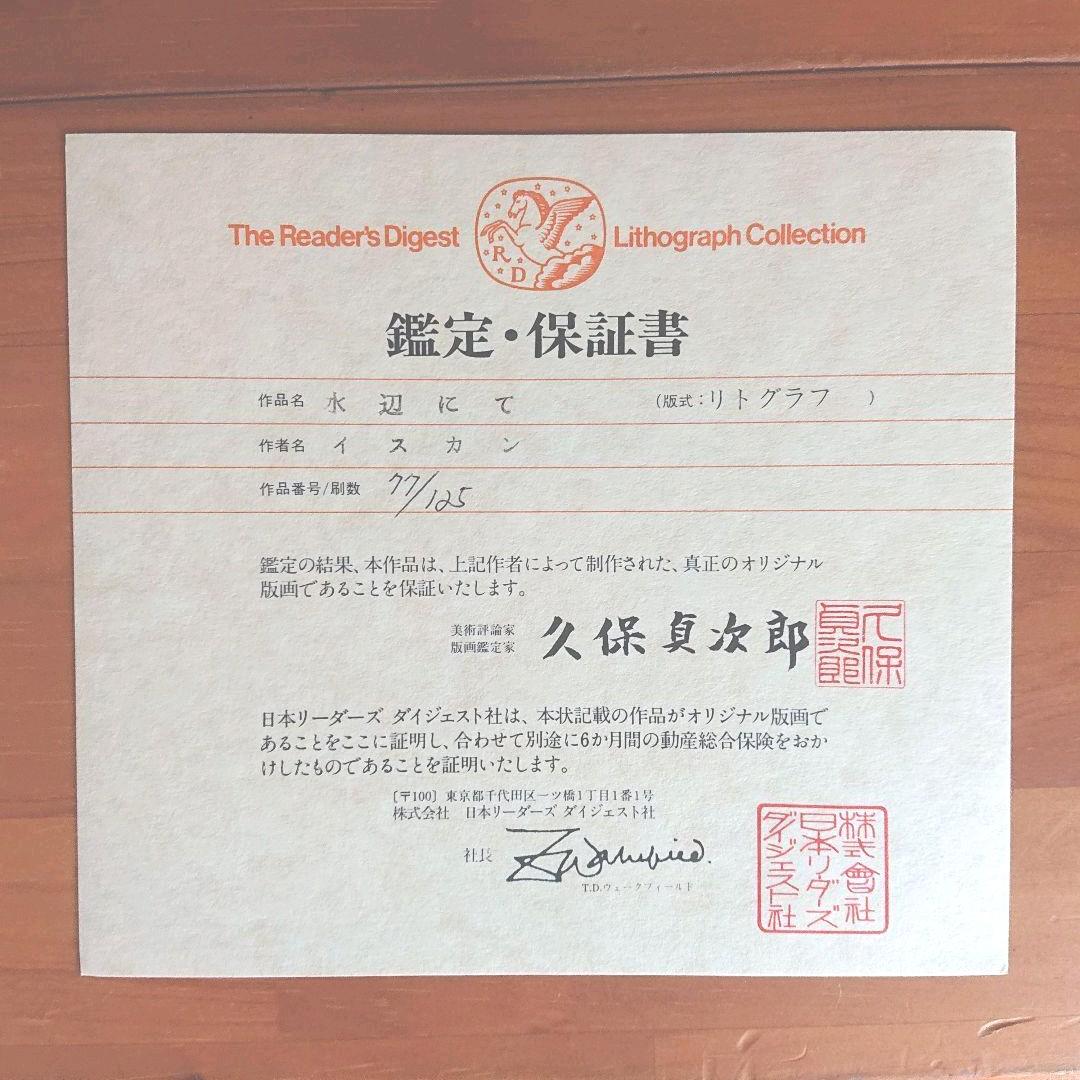 The Reader's Digest Lithograph Collection
R D
鑑定・保証書
作品名 水辺にて (版式:リトグラフ )
作者名 イスカン
作品番号/刷数 77/125
鑑定の結果、本作品は、上記作者によって制作された、真正のオリジナル
版画であることを保証いたします。
美術評論家
版画鑑定家
久保貞次郎
久保貞次郎
日本リーダーズ ダイジェスト社は、本状記載の作品がオリジナル版画で
あることをここに証明し、合わせて別途に6か月間の動産総合保険をおか
けしたものであることを証明いたします。
〔〒100〕東京都千代田区一ツ橋1丁目1番1号
株式会社 日本リーダーズ ダイジェスト社
社長
T.D.ウェークフィールド
株式會社
日本リーダーズ
ダイジェスト社